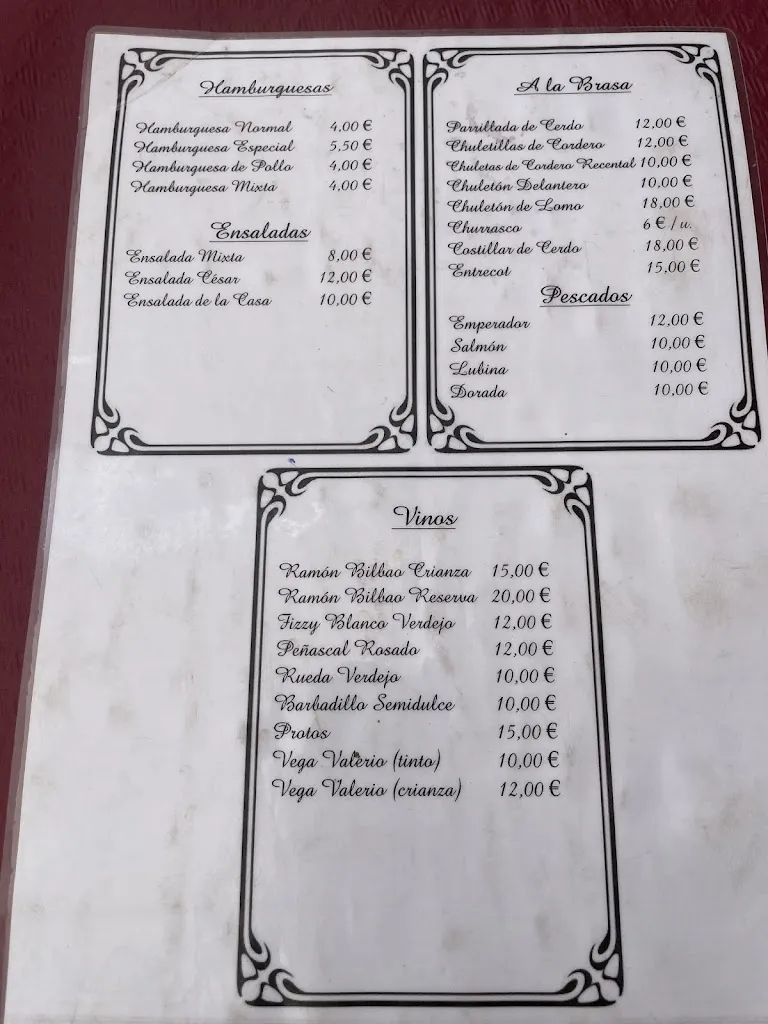 Hamburguesas
Hamburguesa Normal 4,00 €
Hamburguesa Especial 5,50 €
Hamburguesa de Pollo 4,00 €
Hamburguesa Mixta 4,00 €
Ensaladas
Ensalada Mixta 8,00 €
Ensalada César 12,00 €
Ensalada de la Casa 10,00 €
A la Brasa
Parrillada de Cerdo 12,00 €
Chuletillas de Cordero 12,00 €
Chuletas de Cordero Recental 10,00 €
Chuletón Delantero 10,00 €
Chuletón de Lomo 18,00 €
Churrasco 6 € / u.
Costillar de Cerdo 18,00 €
Entrecot 15,00 €
Pescados
Emperador 12,00 €
Salmón 10,00 €
Lubina 10,00 €
Dorada 10,00 €
Vinos
Ramón Bilbao Crianza 15,00 €
Ramón Bilbao Reserva 20,00 €
Fizzy Blanco Verdejo 12,00 €
Peñascal Rosado 12,00 €
Rueda Verdejo 10,00 €
Barbadillo Semidulce 10,00 €
Protos 15,00 €
Vega Valerio (tinto) 10,00 €
Vega Valerio (crianza) 12,00 €